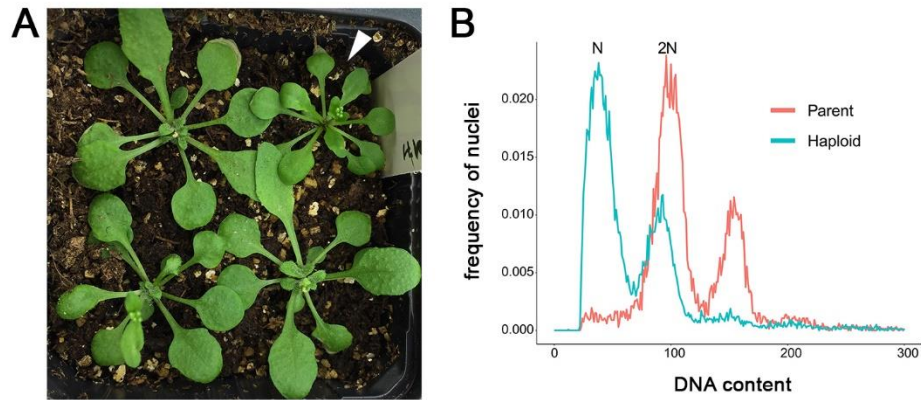 A
B
N
2N
0.020
0.015
0.010
0.005
0.000
frequency of nuclei
Parent
Haploid
0
100
200
300
DNA content